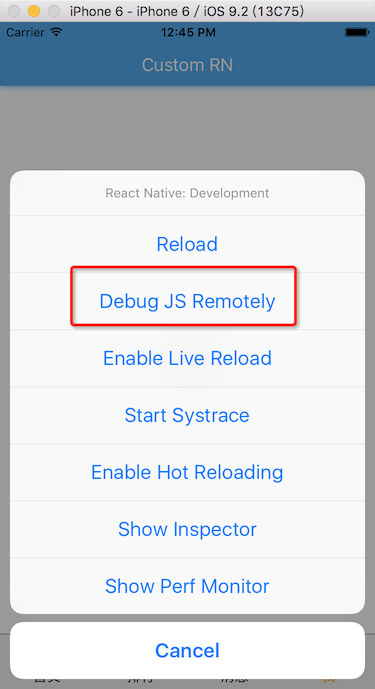 iPhone 6 - iPhone 6 / iOS 9.2 (13C75)
Carrier 12:45 PM
Custom RN
React Native: Development
Reload
Debug JS Remotely
Enable Live Reload
Start Systrace
Enable Hot Reloading
Show Inspector
Show Perf Monitor
Cancel